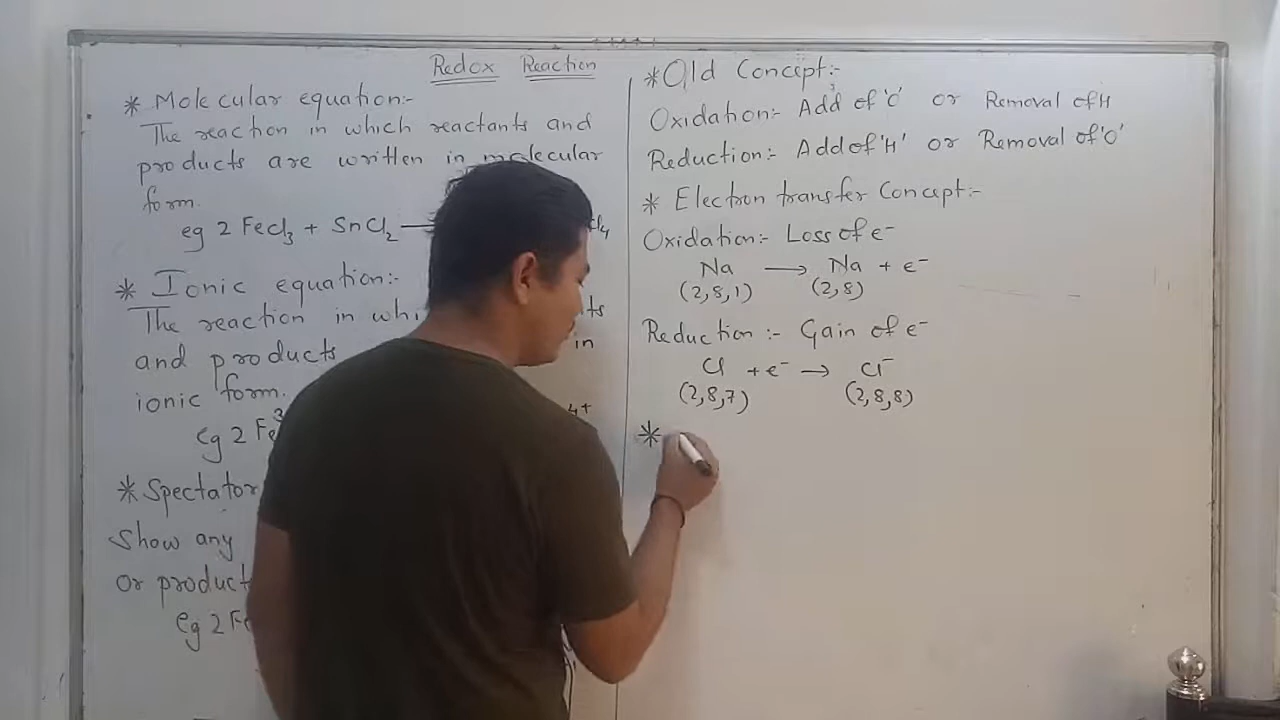 Redox Reaction
* Molecular equation:-
The reaction in which reactants and
products are written in molecular
form.
eg 2 FeCl₃ + SnCl₂ —
* Ionic equation:-
The reaction in
and products in
ionic form.
eg 2 Fe³ 4+
* Spectator
Show any
Or product
eg 2 Fe
* Old Concept:-
Oxidation:- Add² of 'O' or Removal of H
Reduction:- Add of 'H' or Removal of 'O'
* Electron transfer Concept:-
Oxidation:- Loss of e⁻
Na → Na + e⁻
(2,8,1) (2,8)
Reduction:- Gain of e⁻
Cl + e⁻ → Cl⁻
(2,8,7) (2,8,8)
*